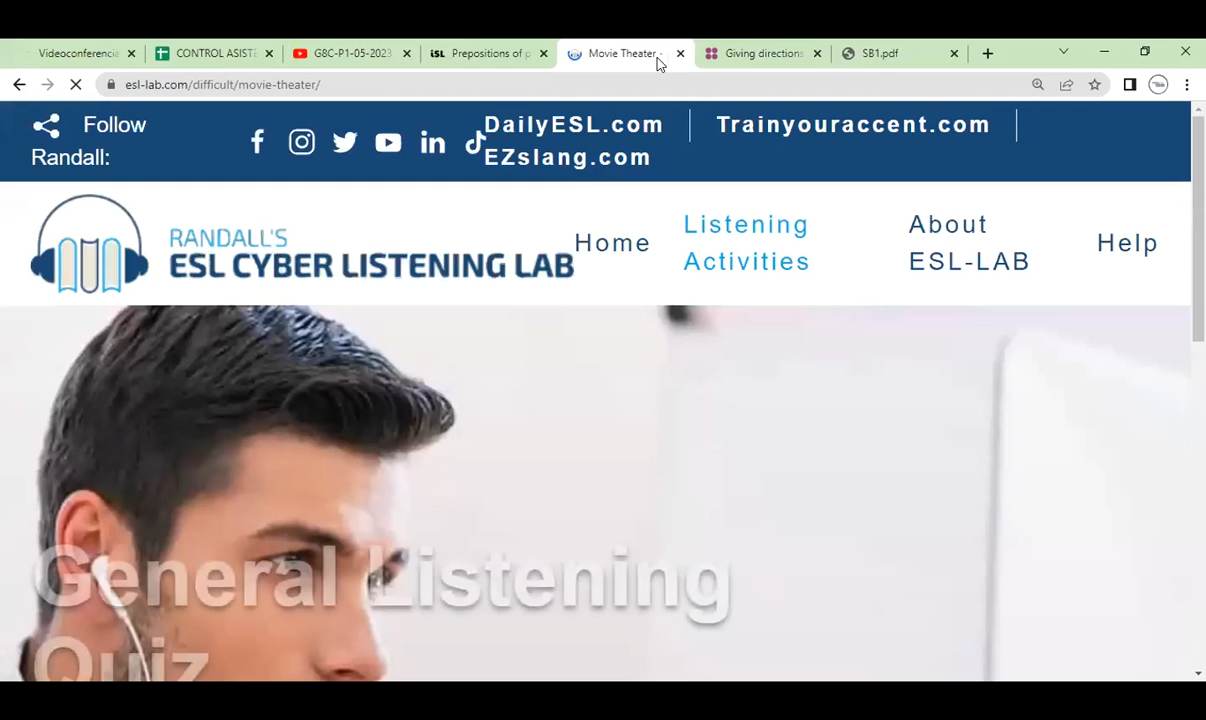 Videoconferencia
CONTROL ASISTE
G8C-P1-05-2023
iSL Prepositions of p
Movie Theater -
Giving directions
SB1.pdf
esl-lab.com/difficult/movie-theater/
Follow
Randall:
DailyESL.com
Trainyouraccent.com
EZslang.com
RANDALL'S
ESL CYBER LISTENING LAB
Home
Listening
Activities
About
ESL-LAB
Help
General Listening
Quiz